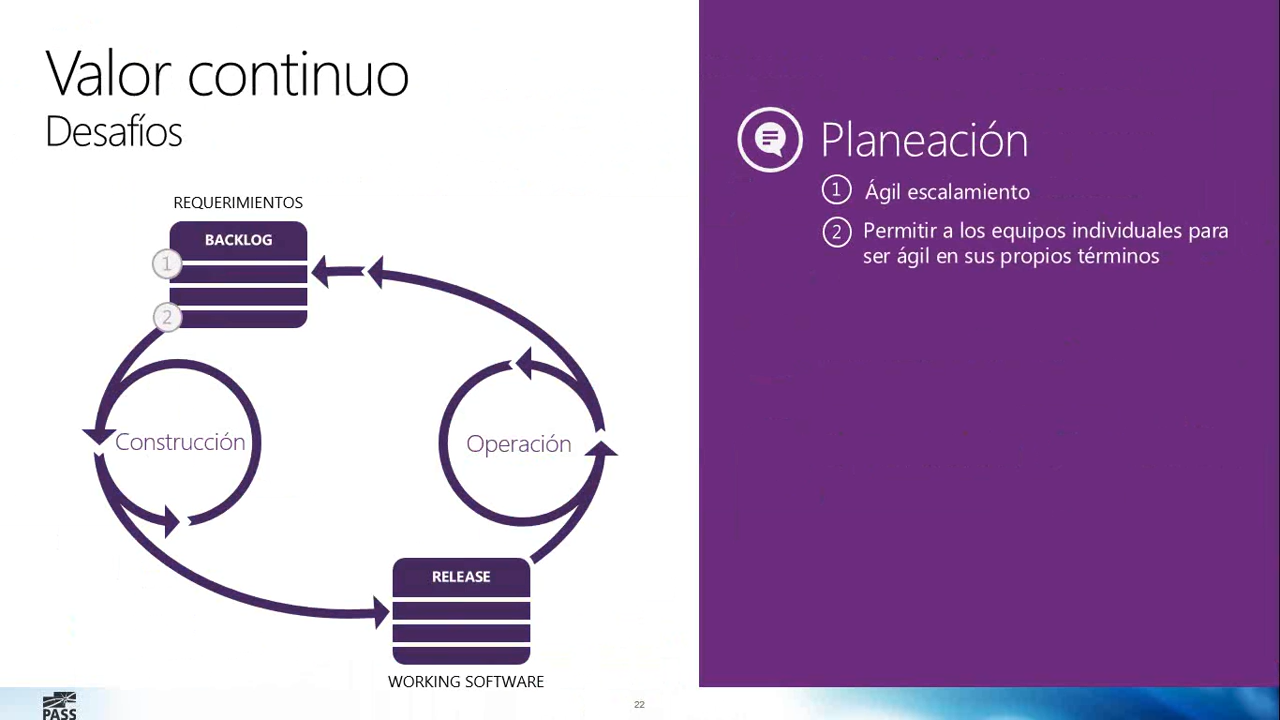 Valor continuo
Desafíos
REQUERIMIENTOS
BACKLOG
1
2
Construcción
Operación
RELEASE
WORKING SOFTWARE
Planeación
1 Ágil escalamiento
2 Permitir a los equipos individuales para
ser ágil en sus propios términos
PASS
22